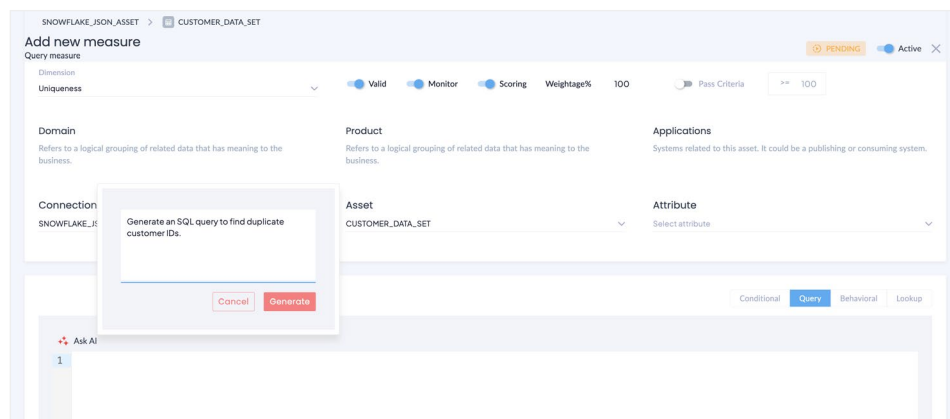 SNOWFLAKE_JSON_ASSET > CUSTOMER_DATA_SET
Add new measure
Query measure
PENDING Active
Dimension
Uniqueness
Valid Monitor Scoring Weightage% 100 Pass Criteria >= 100
Domain Product Applications
Refers to a logical grouping of related data that has meaning to the Refers to a logical grouping of related data that has meaning to the Systems related to this asset. It could be a publishing or consuming system.
business. business.
Connection Asset Attribute
SNOWFLAKE_JS CUSTOMER_DATA_SET Select attribute
Generate an SQL query to find duplicate
customer IDs.
Cancel Generate
Conditional Query Behavioral Lookup
Ask AI
1